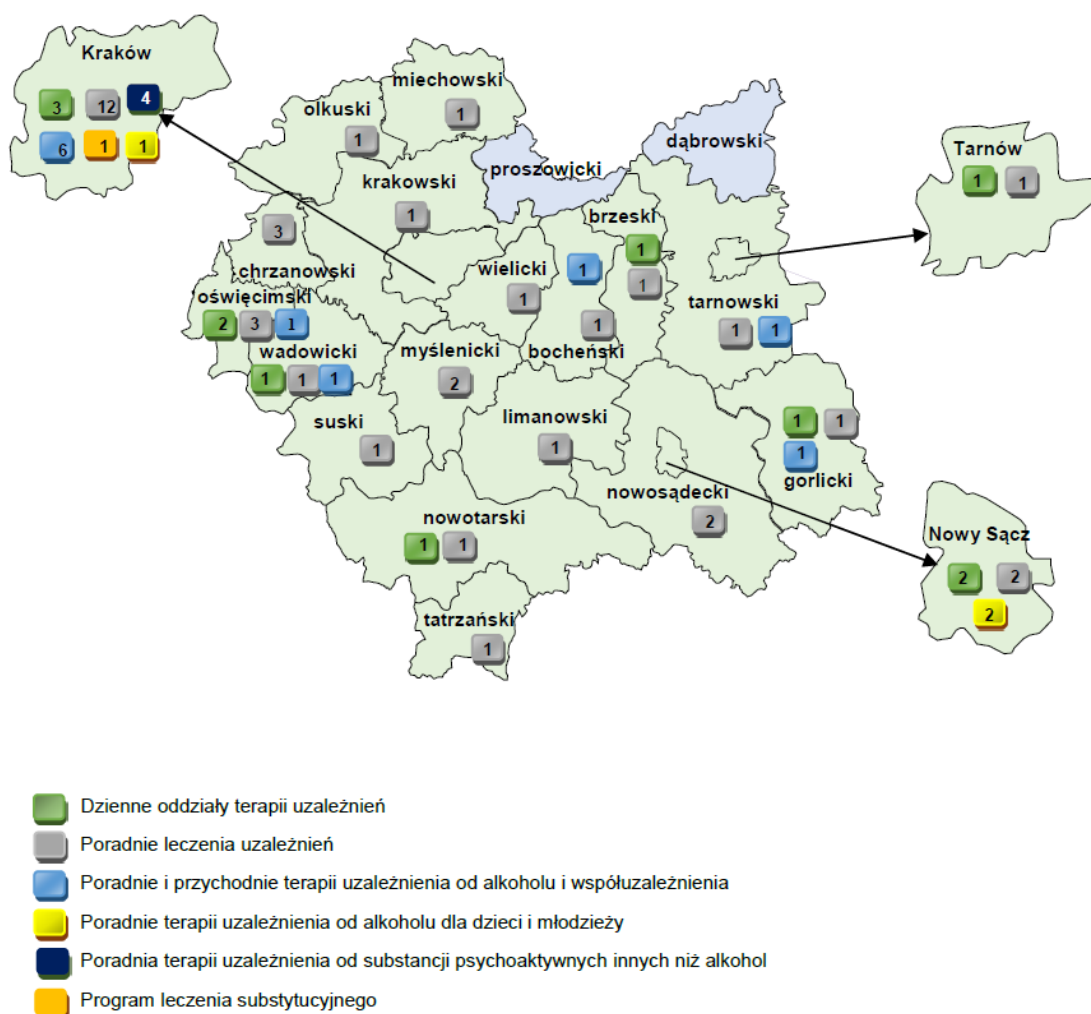 Kraków
3 12 4
6 1 1
miechowski
1
olkuski
1
dąbrowski
proszowicki
Tarnów
1 1
krakowski
1
brzeski
1
1
3
chrzanowski
wielicki
1
1
1
bocheński
tarnowski
1 1
oświęcimski
2 3 1
wadowicki
1 1 1
myślenicki
2
suski
1
limanowski
1
1 1
1
gorlicki
nowosądecki
2
nowotarski
1 1
Nowy Sącz
2 2
2
tatrzański
1
Dzienne oddziały terapii uzależnień
Poradnie leczenia uzależnień
Poradnie i przychodnie terapii uzależnienia od alkoholu i współuzależnienia
Poradnie terapii uzależnienia od alkoholu dla dzieci i młodzieży
Poradnia terapii uzależnienia od substancji psychoaktywnych innych niż alkohol
Program leczenia substytucyjnego